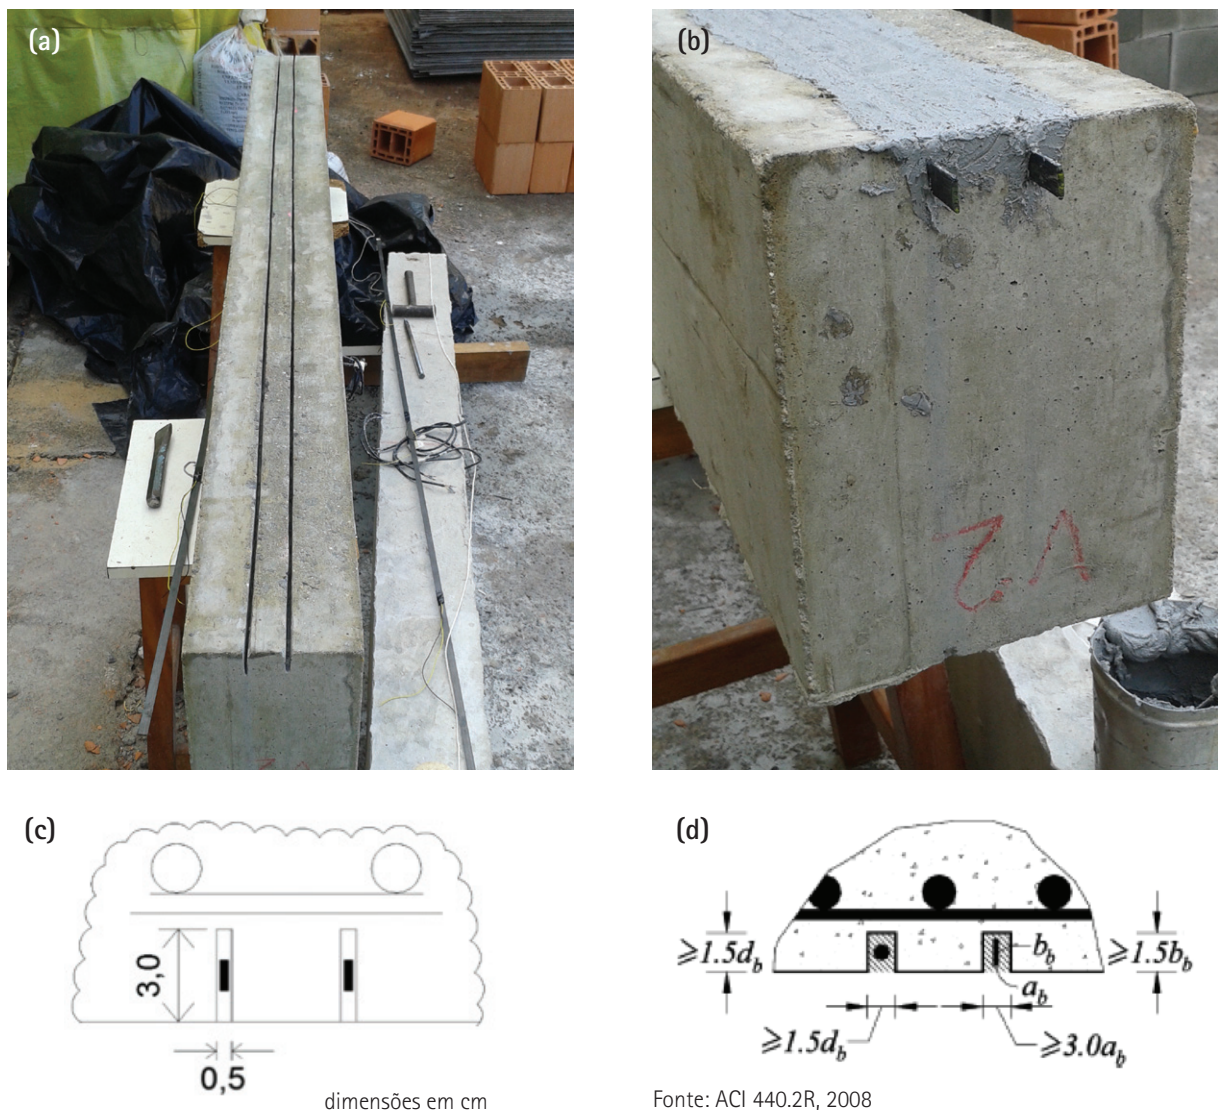 (a)
(b)
V2
(c)
3,0
0,5
dimensões em cm
(d)
≥1.5d_b
b_b
a_b
≥1.5b_b
≥1.5d_b
≥3.0a_b
Fonte: ACI 440.2R, 2008